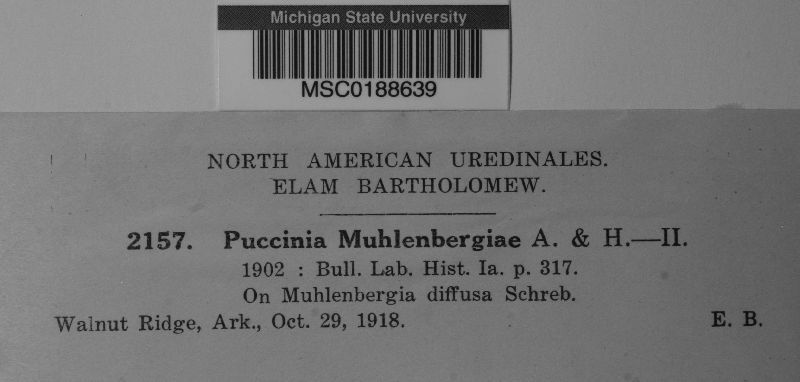 Michigan State University
MSC0188639
NORTH AMERICAN UREDINALES.
ELAM BARTHOLOMEW.
2157. Puccinia Muhlenbergiae A. & H.—II.
1902 : Bull. Lab. Hist. Ia. p. 317.
On Muhlenbergia diffusa Schreb.
Walnut Ridge, Ark., Oct. 29, 1918. E. B.